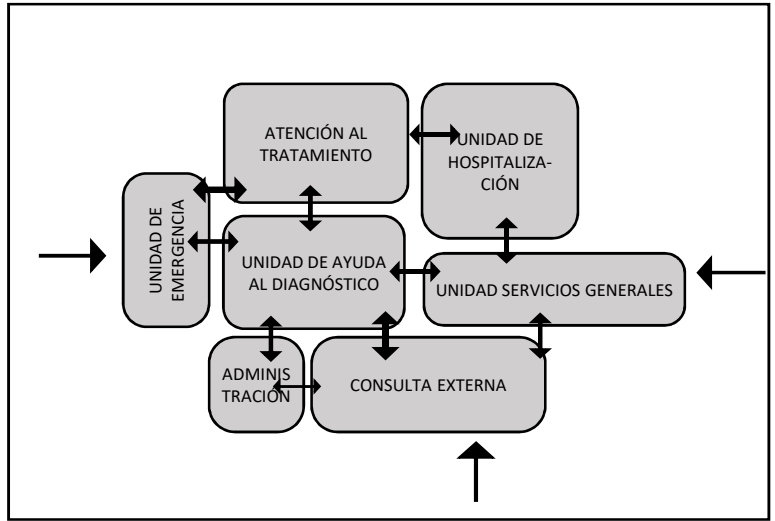 ATENCIÓN AL
TRATAMIENTO
UNIDAD DE
HOSPITALIZA-
CIÓN
UNIDAD DE
EMERGENCIA
UNIDAD DE AYUDA
AL DIAGNÓSTICO
UNIDAD SERVICIOS GENERALES
ADMINIS
TRACIÓN
CONSULTA EXTERNA